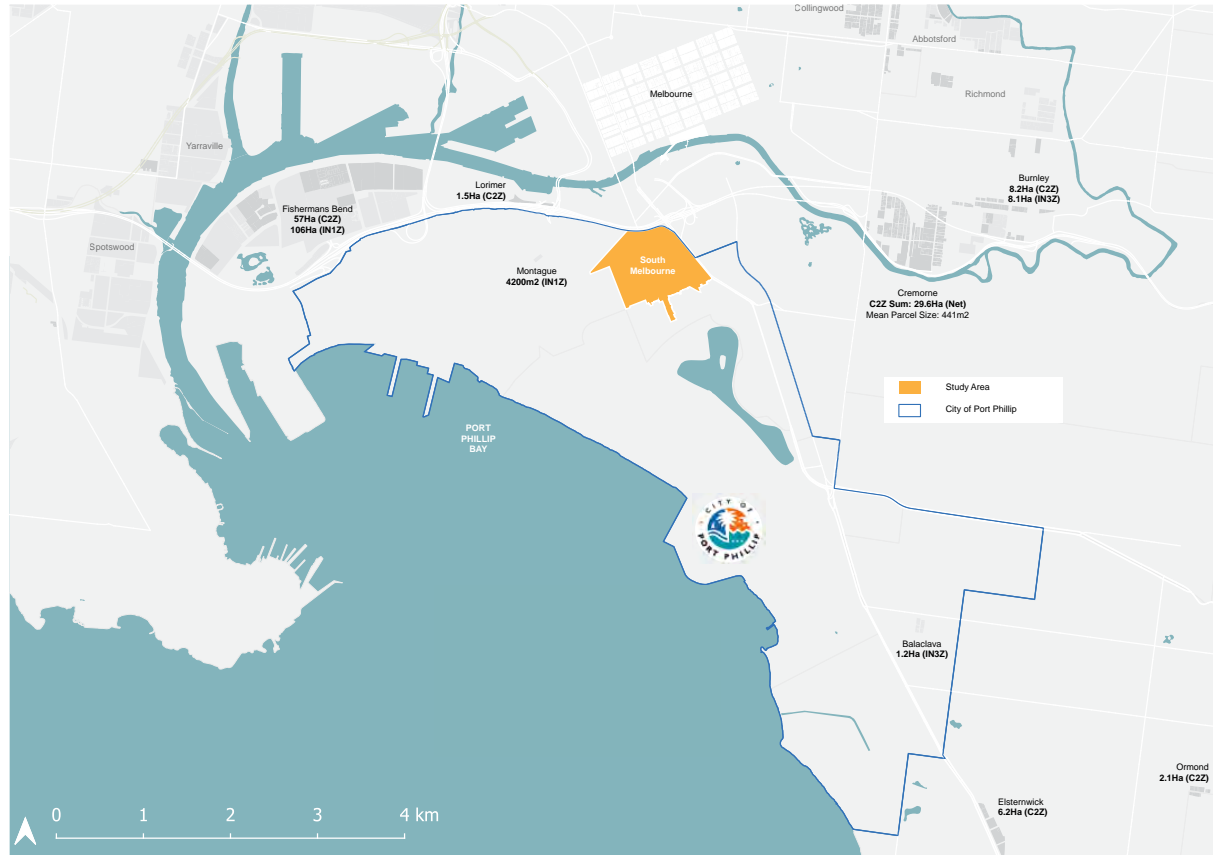 Collingwood
Abbotsford
Melbourne
Richmond
Yarraville
Burnley
8.2Ha (C2Z)
8.1Ha (IN3Z)
Lorimer
1.5Ha (C2Z)
Fishermans Bend
57Ha (C2Z)
106Ha (IN1Z)
Spotswood
South
Melbourne
Montague
4200m2 (IN1Z)
Cremorne
C2Z Sum: 29.6Ha (Net)
Mean Parcel Size: 441m2
Study Area
City of Port Phillip
PORT
PHILLIP
BAY
CITY OF
PORT PHILLIP
Balaclava
1.2Ha (IN3Z)
Ormond
2.1Ha (C2Z)
Elsternwick
6.2Ha (C2Z)
0 1 2 3 4 km